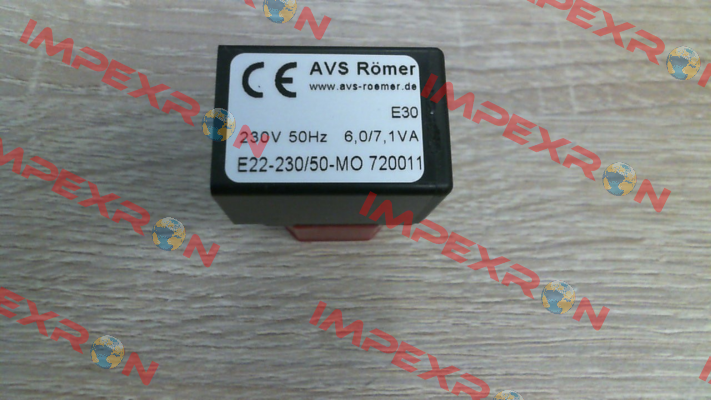 IMPEXRON
IMPEXRON
CE AVS Römer
www.avs-roemer.de
E30
230V 50Hz 6,0/7,1VA
E22-230/50-MO 720011
IMPEXRON
IMPEXRON
IMPEXRON
IMPEXRON
IMPEXRON